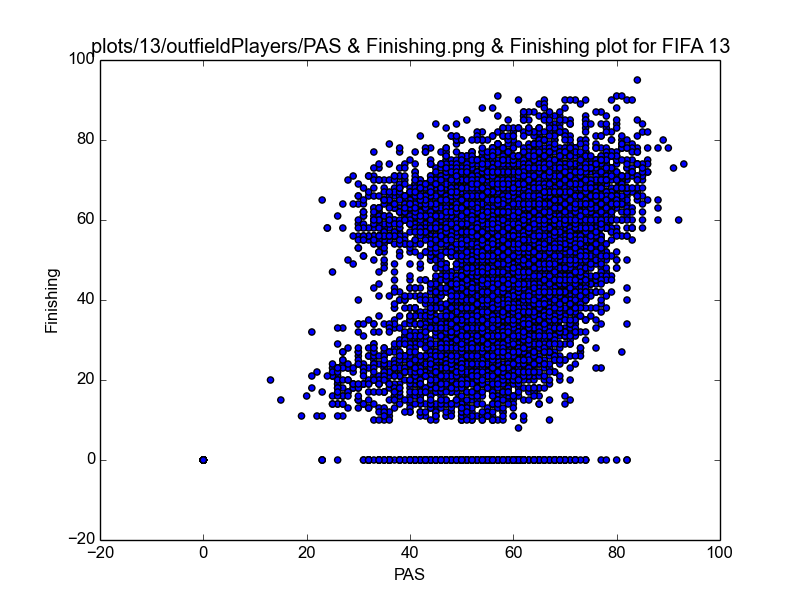 plots/13/outfieldPlayers/PAS & Finishing.png & Finishing plot for FIFA 13
100
80
60
40
20
0
−20
Finishing
−20 0 20 40 60 80 100
PAS